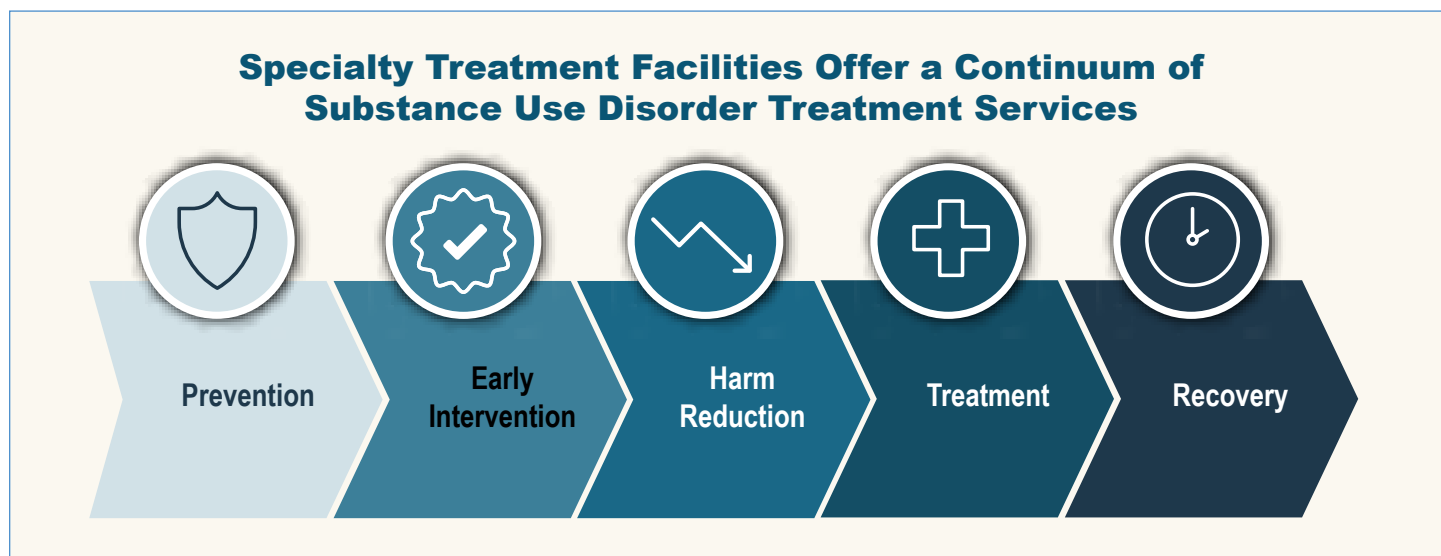 Specialty Treatment Facilities Offer a Continuum of
Substance Use Disorder Treatment Services
Prevention
Early
Intervention
Harm
Reduction
Treatment
Recovery